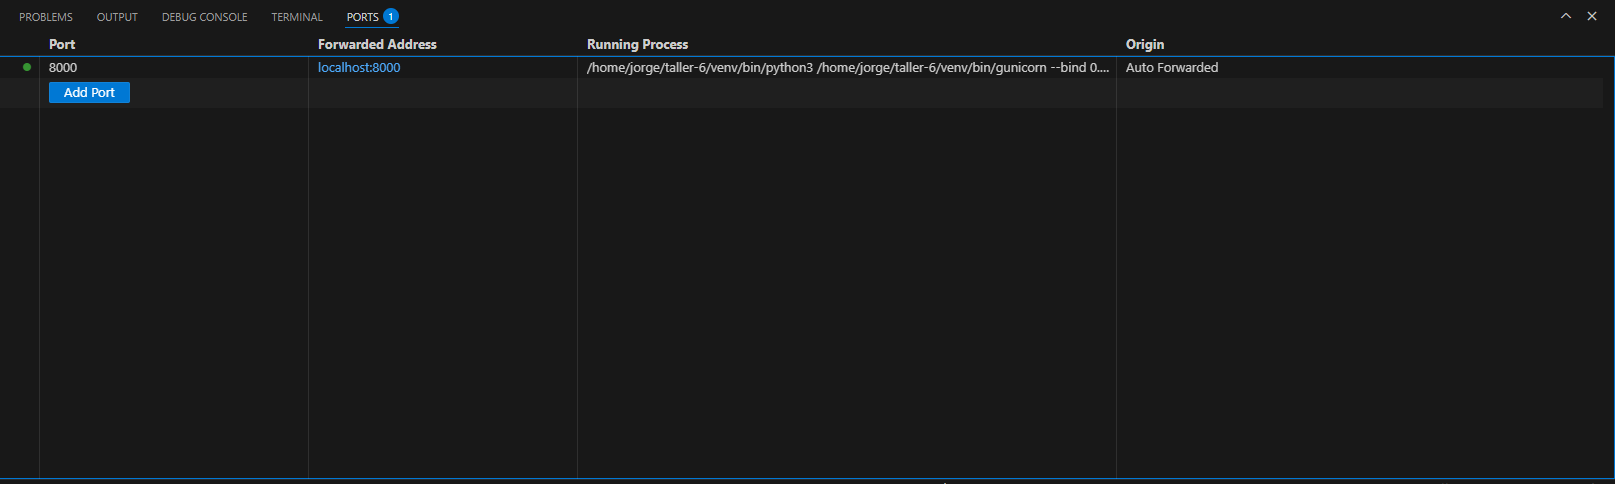 PROBLEMS OUTPUT DEBUG CONSOLE TERMINAL PORTS 1
Port Forwarded Address Running Process Origin
8000 localhost:8000 /home/jorge/taller-6/venv/bin/python3 /home/jorge/taller-6/venv/bin/gunicorn --bind 0.... Auto Forwarded
Add Port